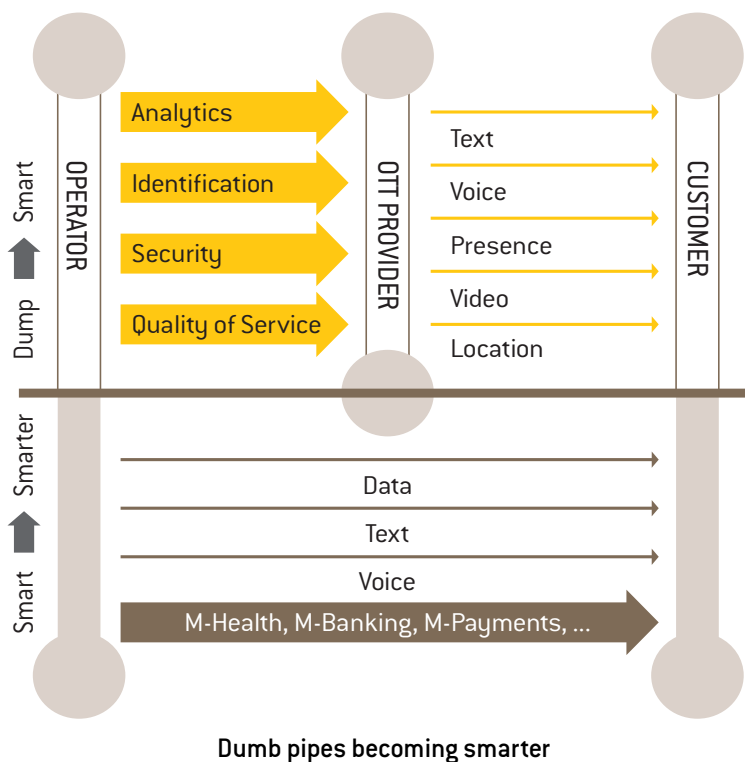 OPERATOR
OTT PROVIDER
CUSTOMER
Smart
Dump
Analytics
Identification
Security
Quality of Service
Text
Voice
Presence
Video
Location
Smarter
Smart
Data
Text
Voice
M-Health, M-Banking, M-Payments, ...
Dumb pipes becoming smarter